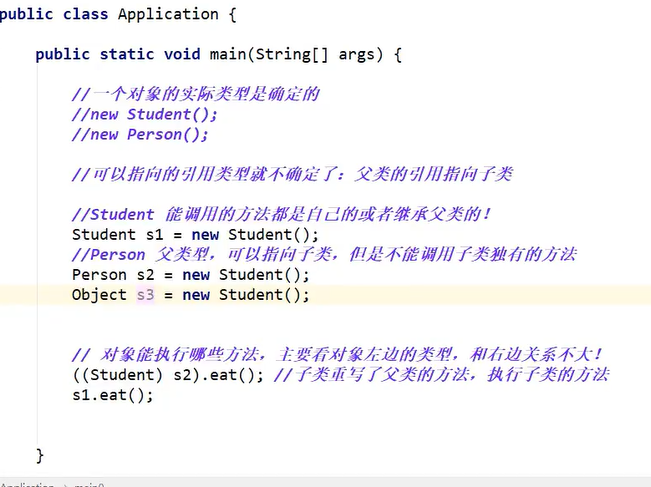 public class Application {
public static void main(String[] args) {
//一个对象的实际类型是确定的
//new Student();
//new Person();
//可以指向的引用类型就不确定了：父类的引用指向子类
//Student 能调用的方法都是自己的或者继承父类的！
Student s1 = new Student();
//Person 父类型，可以指向子类，但是不能调用子类独有的方法
Person s2 = new Student();
Object s3 = new Student();
// 对象能执行哪些方法，主要看对象左边的类型，和右边关系不大！
((Student) s2).eat(); //子类重写了父类的方法，执行子类的方法
s1.eat();
}